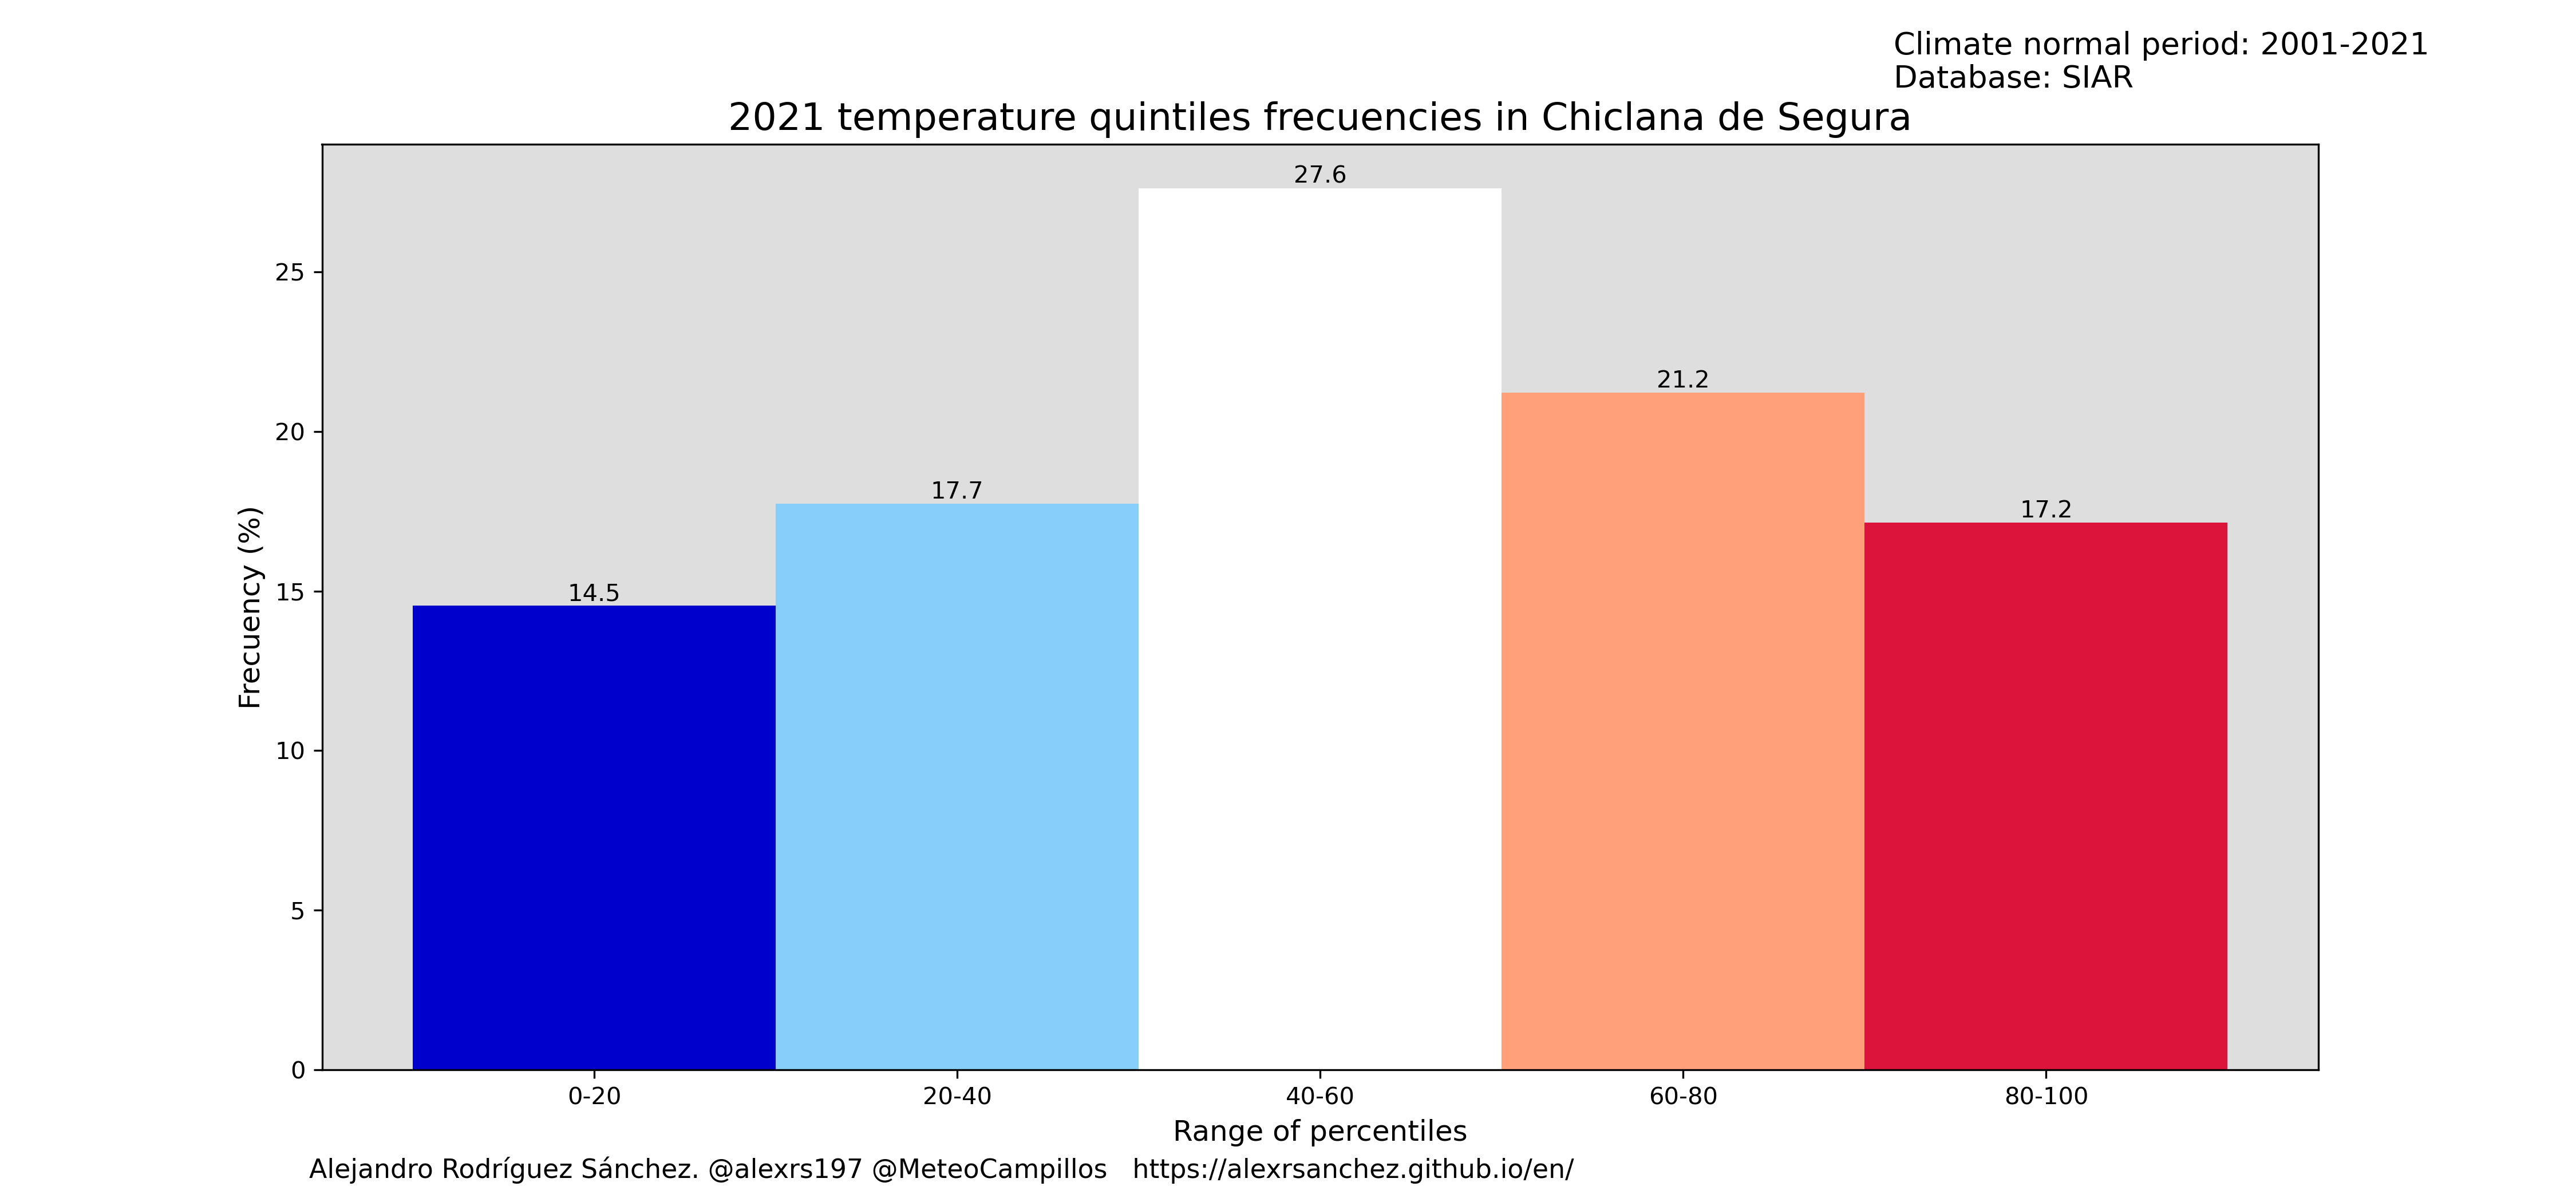 Climate normal period: 2001-2021
Database: SIAR
2021 temperature quintiles frecuencies in Chiclana de Segura
27.6
25
21.2
20
17.7
17.2
14.5
15
Frecuency (%)
10
5
0
0-20 20-40 40-60 60-80 80-100
Range of percentiles
Alejandro Rodríguez Sánchez. @alexrs197 @MeteoCampillos https://alexrsanchez.github.io/en/